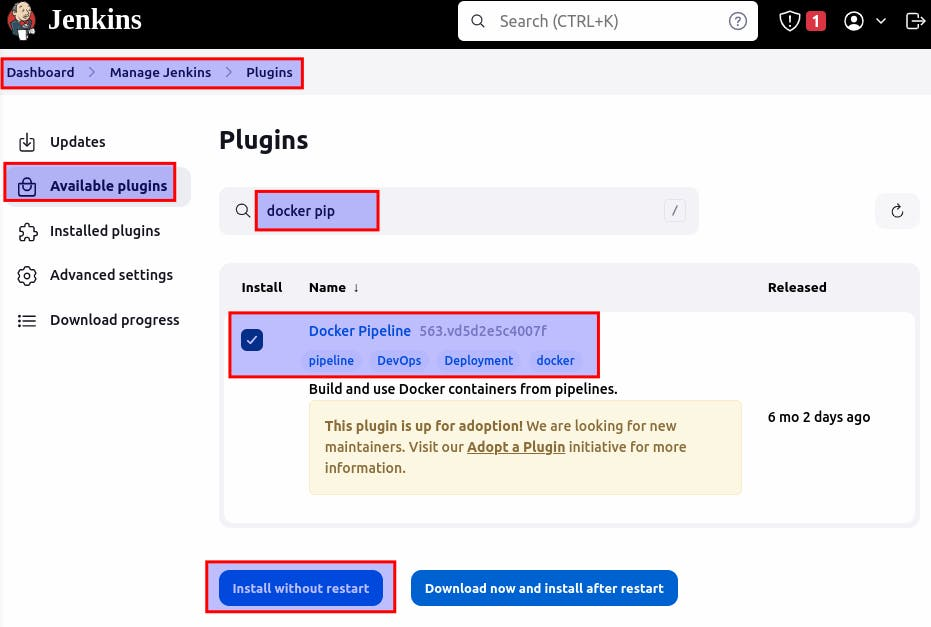 Jenkins
Search (CTRL+K)
?
1
Dashboard > Manage Jenkins > Plugins
Updates
Available plugins
Installed plugins
Advanced settings
Download progress
Plugins
docker pip
/
Install Name ↓ Released
Docker Pipeline 563.vd5d2e5c4007f
pipeline DevOps Deployment docker
Build and use Docker containers from pipelines.
This plugin is up for adoption! We are looking for new
maintainers. Visit our Adopt a Plugin initiative for more
information.
6 mo 2 days ago
Install without restart
Download now and install after restart